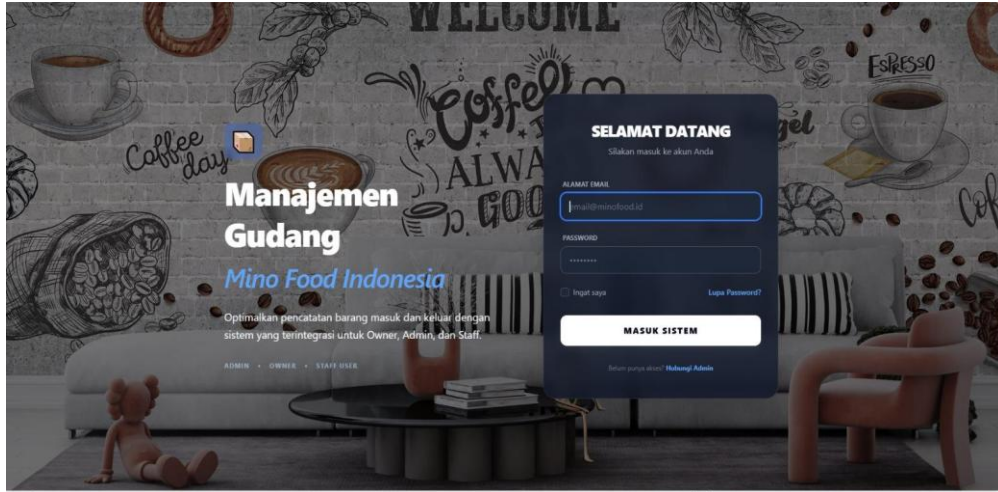 WELCOME
ESPRESSO
Coffee
day
Coffee
ALWA
GOO
gel
Manajemen
Gudang
Mino Food Indonesia
Optimalkan pencatatan barang masuk dan keluar dengan
sistem yang terintegrasi untuk Owner, Admin, dan Staff.
ADMIN • OWNER • STAFF USER
SELAMAT DATANG
Silakan masuk ke akun Anda
ALAMAT EMAIL
email@minofood.id
PASSWORD
••••••••
Ingat saya
Lupa Password?
MASUK SISTEM
Belum punya akses? Hubungi Admin